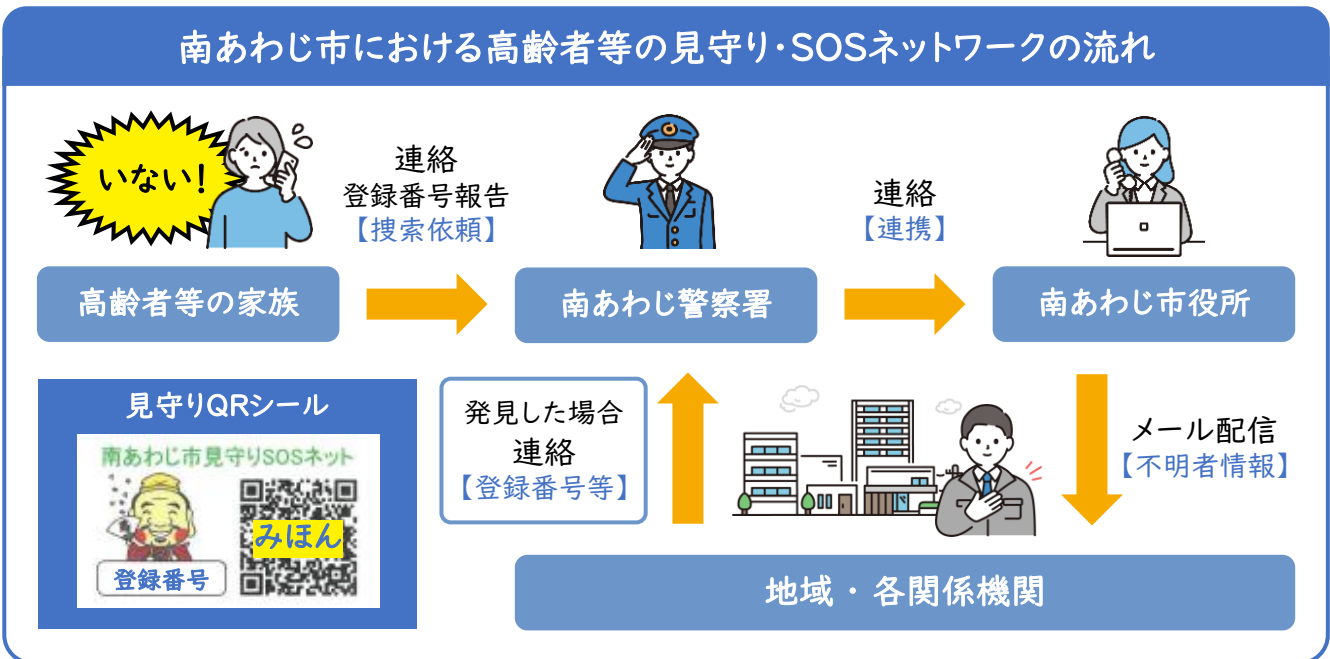 南あわじ市における高齢者等の見守り・SOSネットワークの流れ
いない!
連絡
登録番号報告
【捜索依頼】
連絡
【連携】
高齢者等の家族
南あわじ警察署
南あわじ市役所
見守りQRシール
南あわじ市見守りSOSネット
みほん
登録番号
発見した場合
連絡
【登録番号等】
メール配信
【不明者情報】
地域・各関係機関